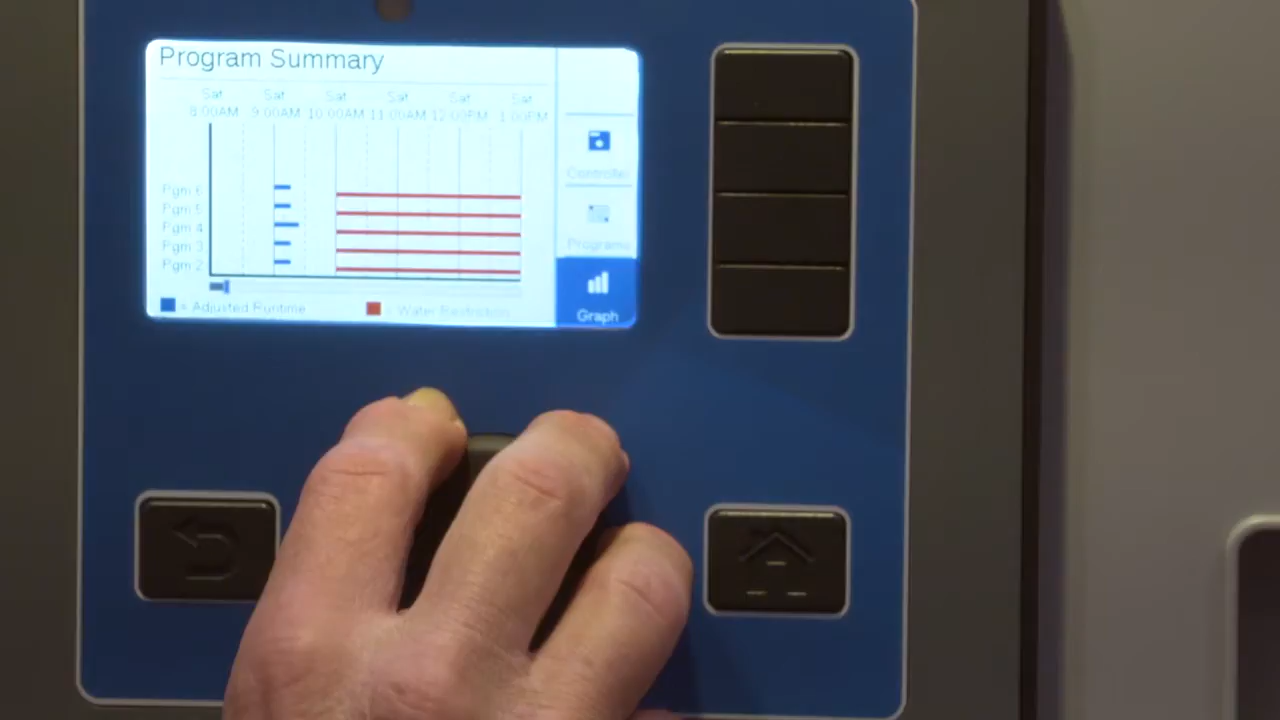 Program Summary
Sat Sat Sat Sat Sat Sat
8:00AM 9:00AM 10:00AM 11:00AM 12:00PM 1:00PM
Controller
Pgm 6
Pgm 5
Pgm 4
Programs
Pgm 3
Pgm 2
= Adjusted Runtime = Water Restriction
Graph